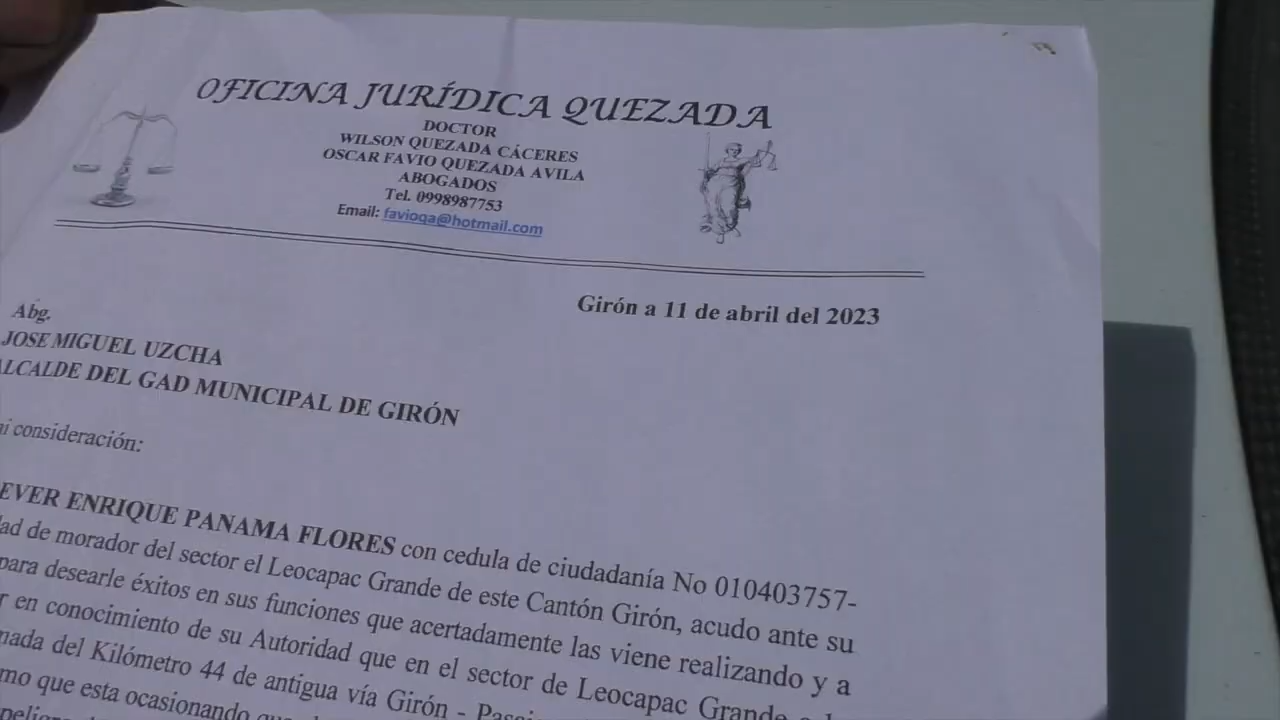 OFICINA JURÍDICA QUEZADA
DOCTOR
WILSON QUEZADA CÁCERES
OSCAR FAVIO QUEZADA AVILA
ABOGADOS
Tel. 0998987753
Email: favioqa@hotmail.com
Girón a 11 de abril del 2023
Abg.
JOSE MIGUEL UZCHA
ALCALDE DEL GAD MUNICIPAL DE GIRÓN
consideración:
EVER ENRIQUE PANAMA FLORES con cedula de ciudadanía No 010403757-
de morador del sector el Leocapac Grande de este Cantón Girón, acudo ante su
para desearle éxitos en sus funciones que acertadamente las viene realizando y a
en conocimiento de su Autoridad que en el sector de Leocapac Grande
del Kilómetro 44 de antigua vía Girón -
que esta ocasionando